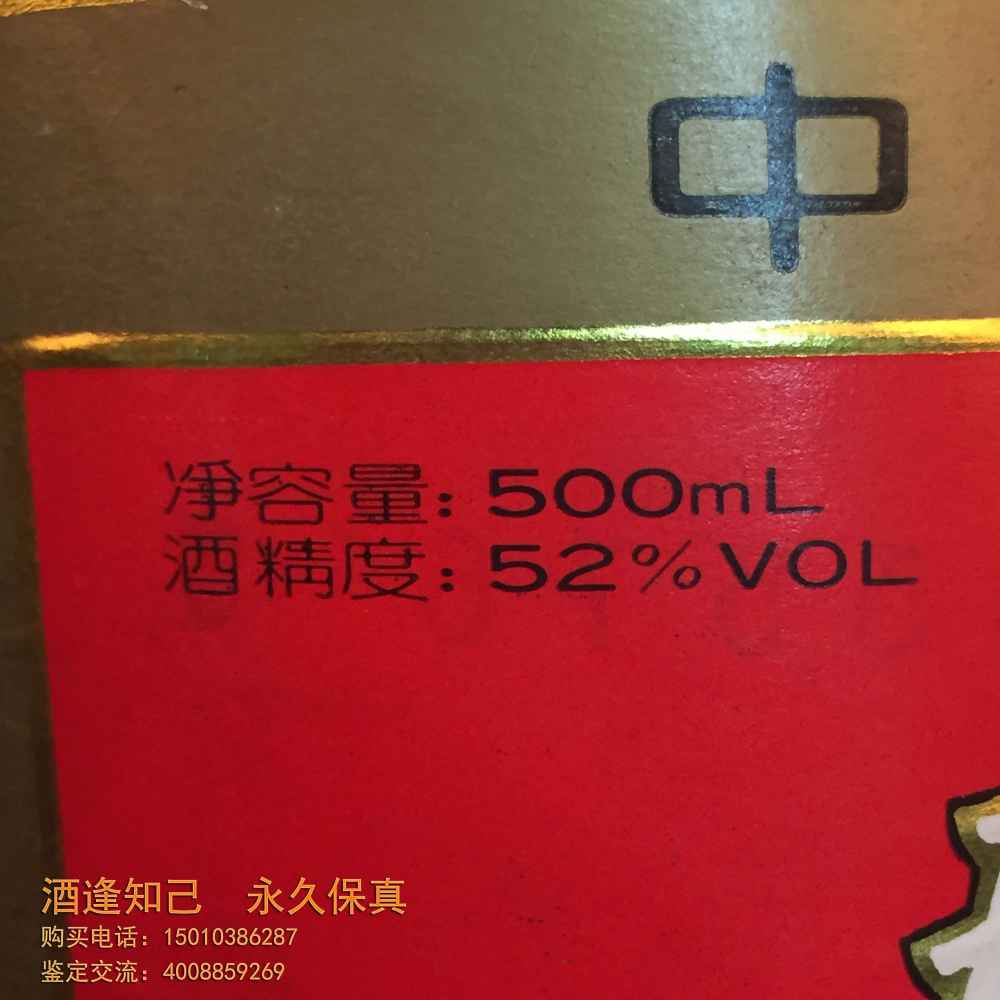 中
净容量: 500mL
酒精度: 52%VOL
酒逢知己 永久保真
购买电话：15010386287
鉴定交流：4008859269